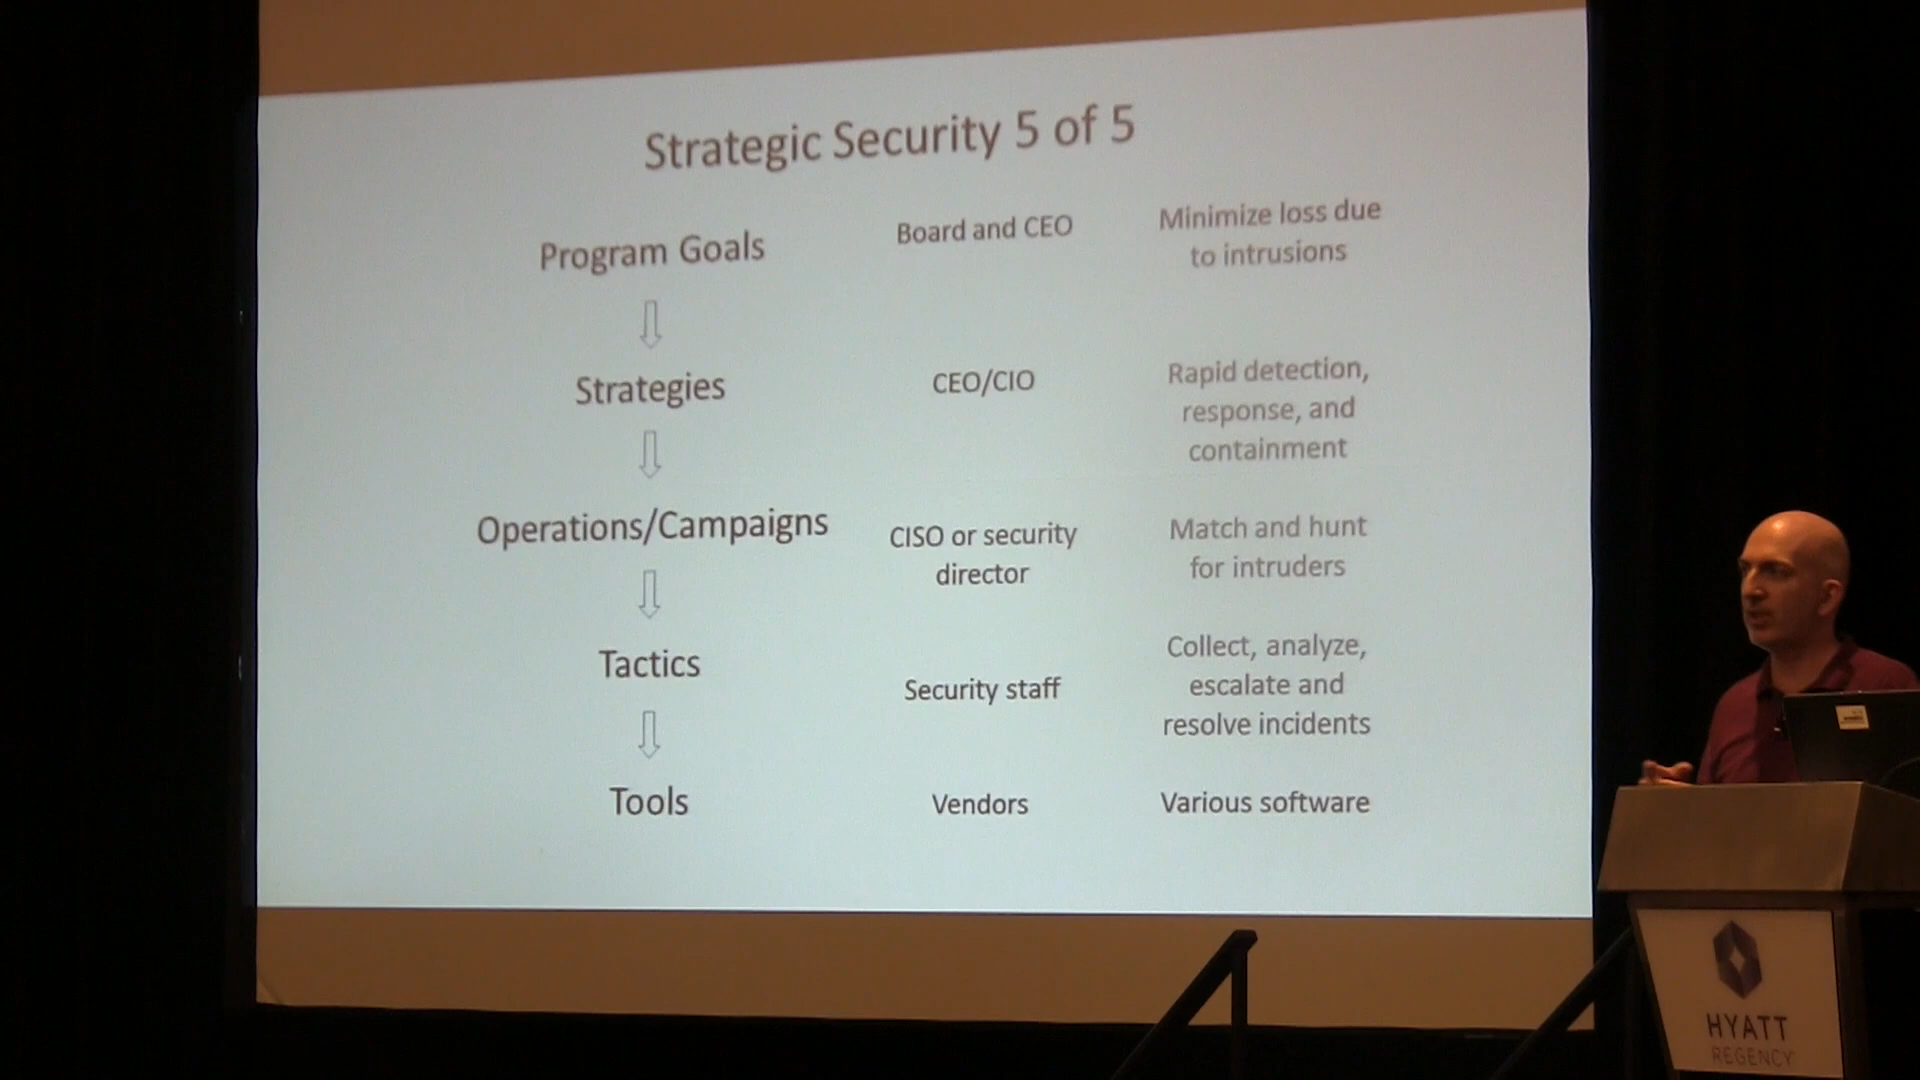 Strategic Security 5 of 5
Program Goals
Board and CEO
Minimize loss due
to intrusions
Strategies
CEO/CIO
Rapid detection,
response, and
containment
Operations/Campaigns
CISO or security
director
Match and hunt
for intruders
Tactics
Security staff
Collect, analyze,
escalate and
resolve incidents
Tools
Vendors
Various software
HYATT
REGENCY